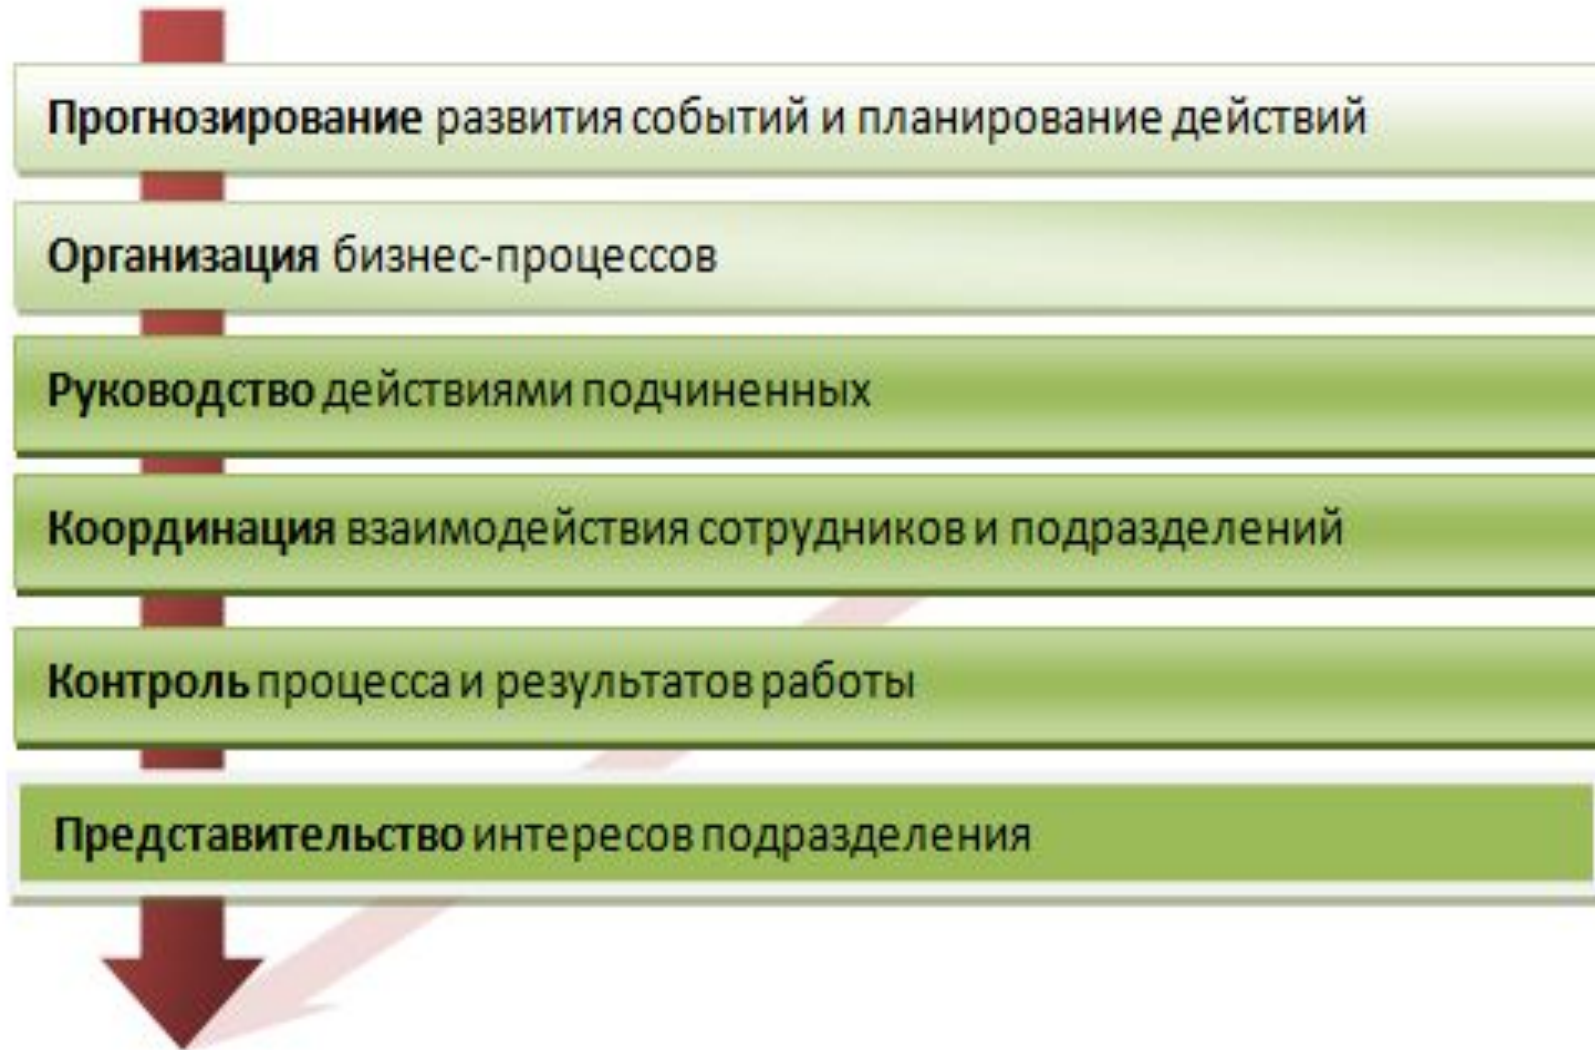 Прогнозирование развития событий и планирование действий
Организация бизнес-процессов
Руководство действиями подчиненных
Координация взаимодействия сотрудников и подразделений
Контроль процесса и результатов работы
Представительство интересов подразделения